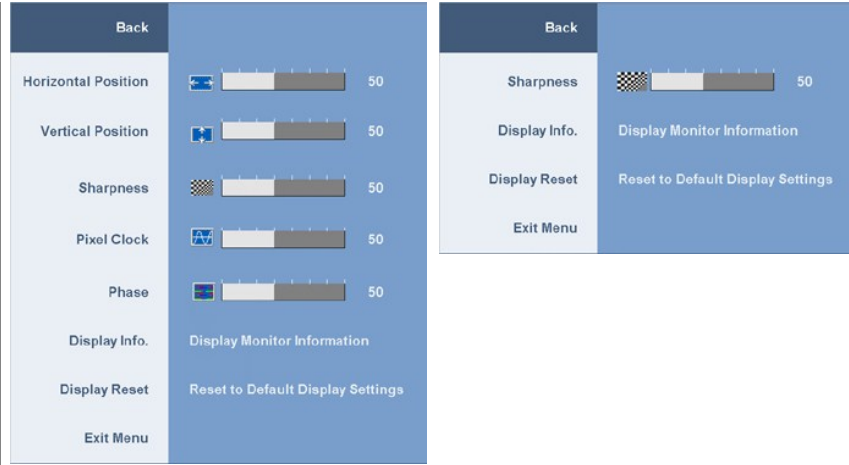 Back
Horizontal Position 50
Vertical Position 50
Sharpness 50
Pixel Clock 50
Phase 50
Display Info. Display Monitor Information
Display Reset Reset to Default Display Settings
Exit Menu
Back
Sharpness 50
Display Info. Display Monitor Information
Display Reset Reset to Default Display Settings
Exit Menu